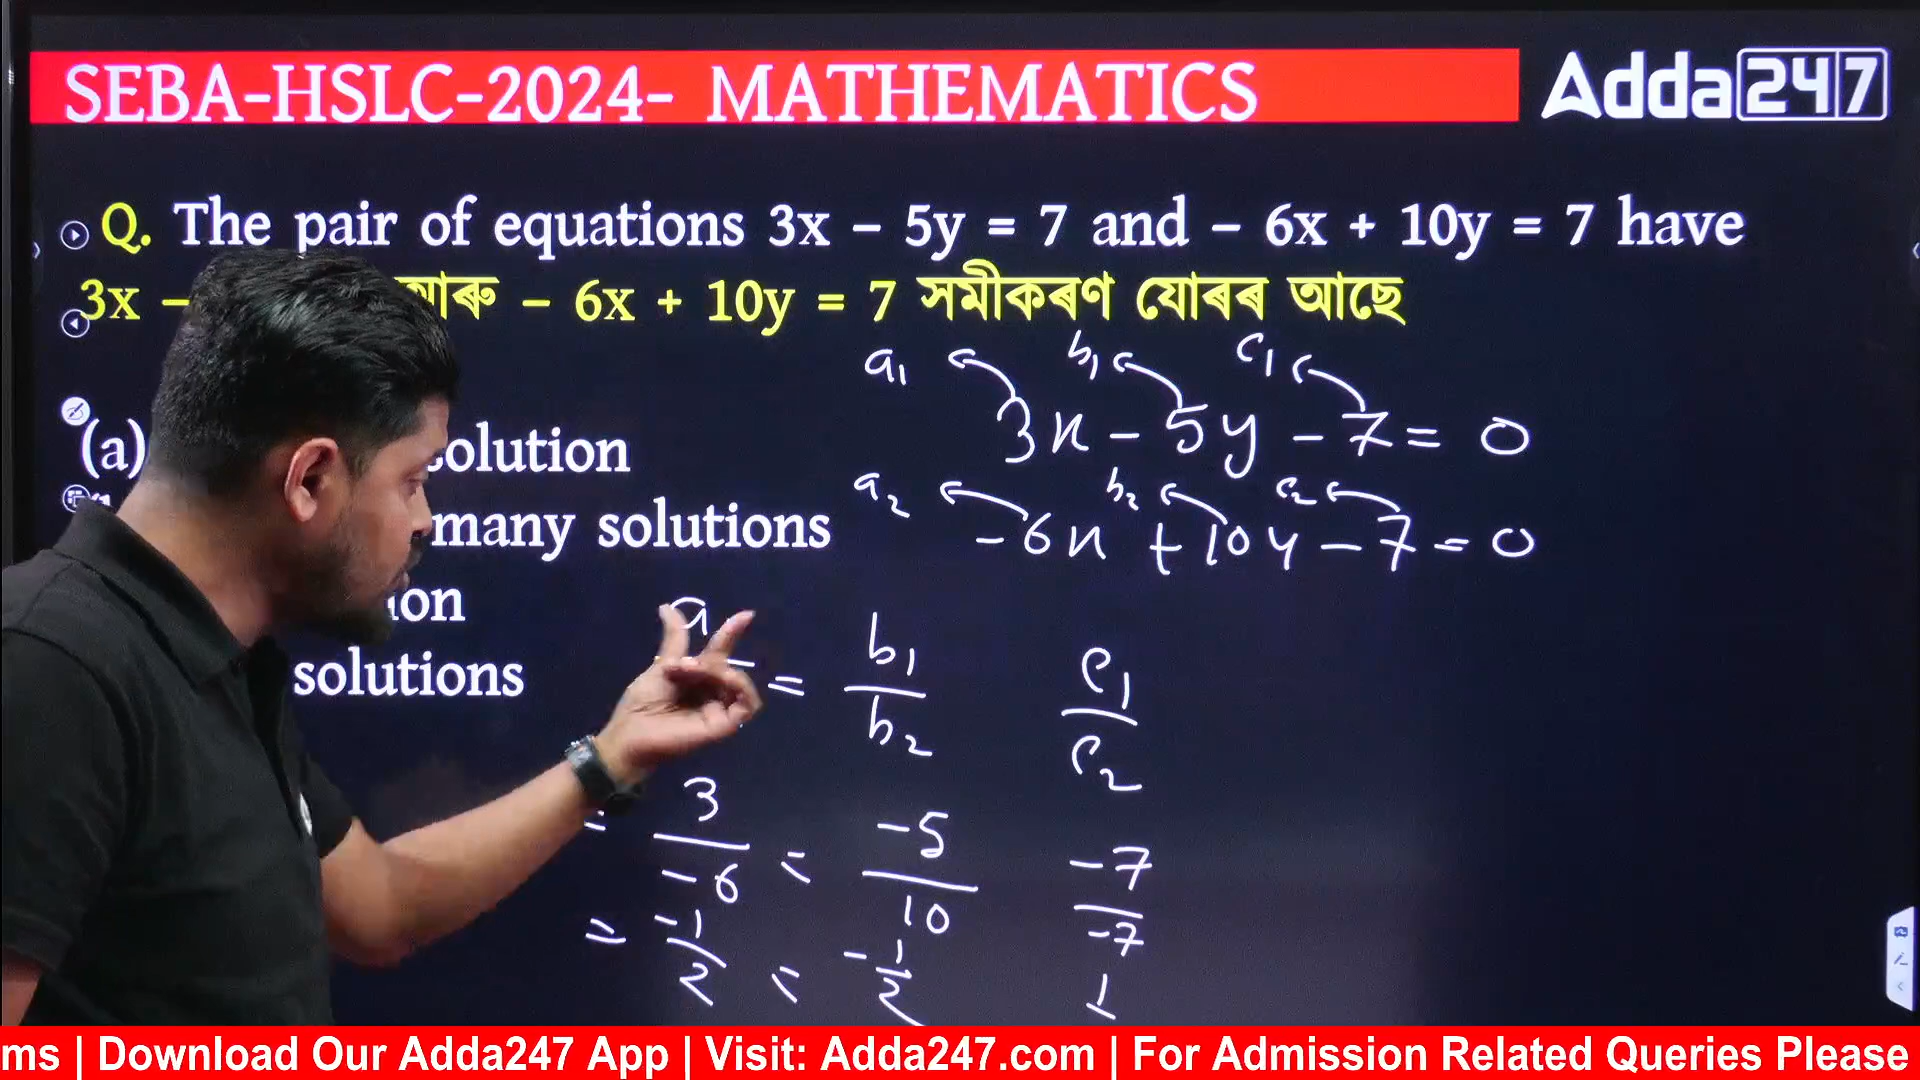 SEBA-HSLC-2024- MATHEMATICS
Adda247
Q. The pair of equations 3x – 5y = 7 and – 6x + 10y = 7 have
3x – আৰু – 6x + 10y = 7 সমীকৰণ যোৰৰ আছে
(a) solution
many solutions
solutions
a₁ b₁ c₁
3x - 5y - 7 = 0
a₂ b₂ c₂
-6x + 10y - 7 = 0
a = b₁/b₂ c₁/c₂
= 3/-6 = -5/10 -7/-7
= -1/2 = -1/2 1
| Download Our Adda247 App | Visit: Adda247.com | For Admission Related Queries Please